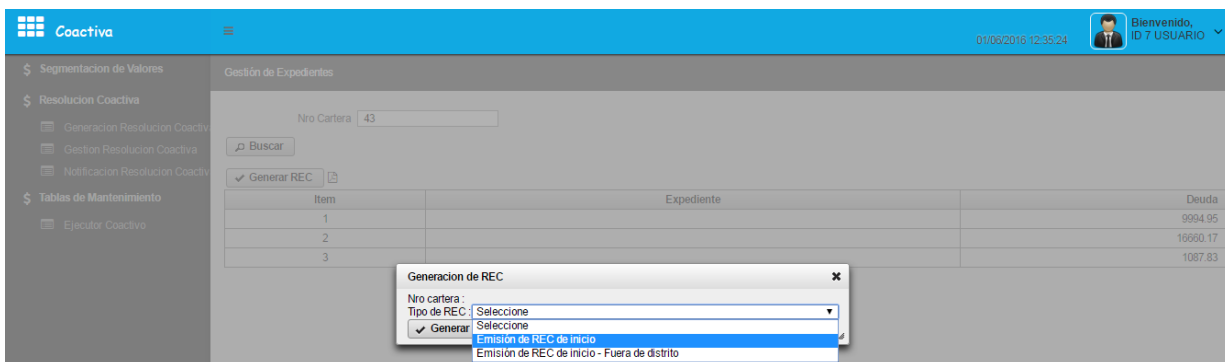 Coactiva
01/06/2016 12:35:24
Bienvenido,
ID 7 USUARIO
Segmentacion de Valores
Gestión de Expedientes
Resolucion Coactiva
Generacion Resolucion Coactiv
Gestion Resolucion Coactiva
Notificacion Resolucion Coactiv
Tablas de Mantenimiento
Ejecutor Coactivo
Nro Cartera 43
Buscar
Generar REC
Item Expediente Deuda
1 9994.95
2 16660.17
3 1087.83
Generacion de REC
Nro cartera :
Tipo de REC : Seleccione
Generar
Seleccione
Emisión de REC de inicio
Emisión de REC de inicio - Fuera de distrito